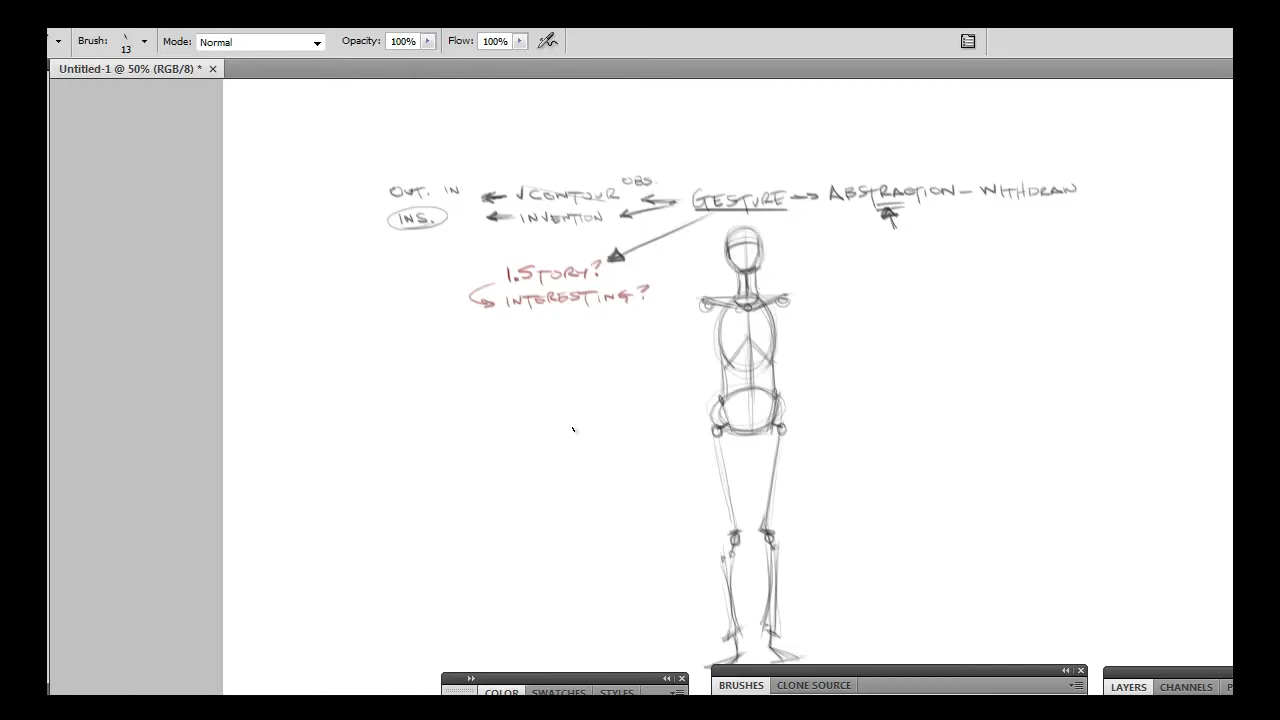 Brush: 13 Mode: Normal Opacity: 100% Flow: 100%
Untitled-1 @ 50% (RGB/8) *
OUT. IN √CONTOUR OBS. GESTURE → ABSTRACTION – WITHDRAW
INS. INVENTION
1. STORY?
INTERESTING?
COLOR SWATCHES STYLES
BRUSHES CLONE SOURCE
LAYERS CHANNELS